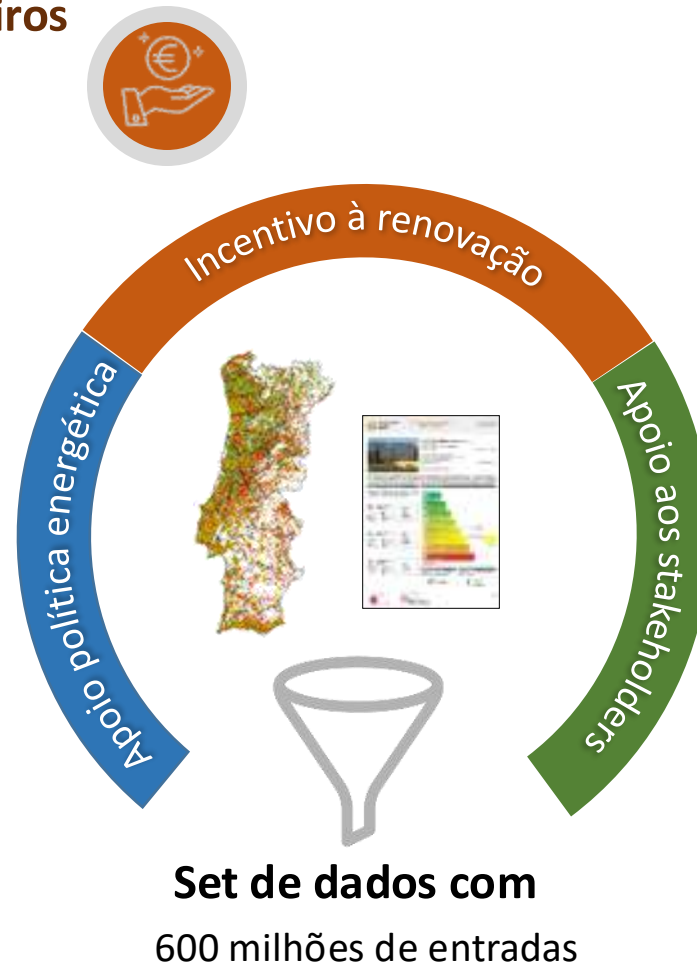 iros
Incentivo à renovação
Apoio política energética
Apoio aos stakeholders
Set de dados com
600 milhões de entradas